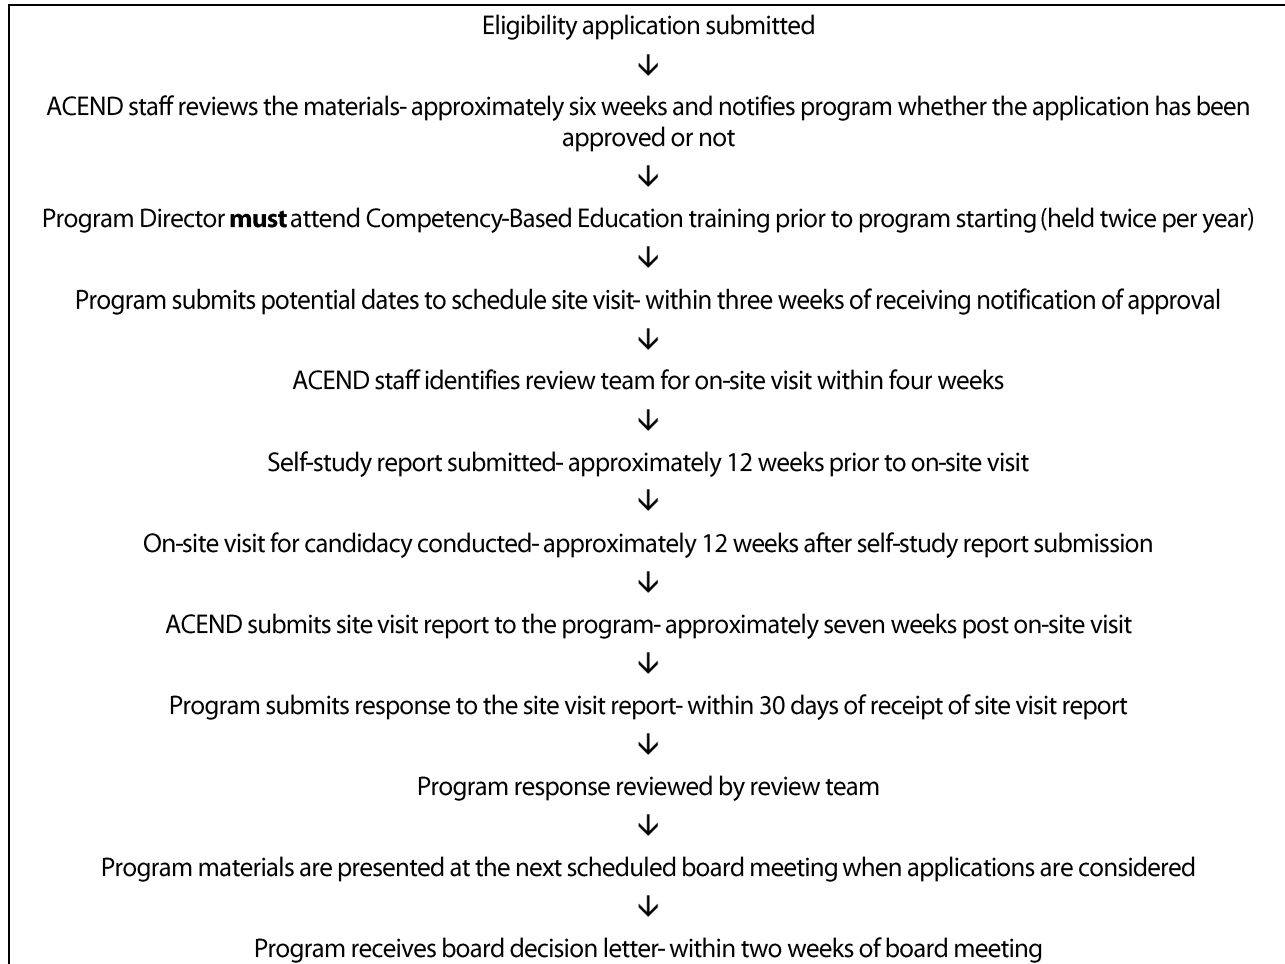 Eligibility application submitted
↓
ACEND staff reviews the materials- approximately six weeks and notifies program whether the application has been
approved or not
↓
Program Director must attend Competency-Based Education training prior to program starting (held twice per year)
↓
Program submits potential dates to schedule site visit- within three weeks of receiving notification of approval
↓
ACEND staff identifies review team for on-site visit within four weeks
↓
Self-study report submitted- approximately 12 weeks prior to on-site visit
↓
On-site visit for candidacy conducted- approximately 12 weeks after self-study report submission
↓
ACEND submits site visit report to the program- approximately seven weeks post on-site visit
↓
Program submits response to the site visit report- within 30 days of receipt of site visit report
↓
Program response reviewed by review team
↓
Program materials are presented at the next scheduled board meeting when applications are considered
↓
Program receives board decision letter- within two weeks of board meeting